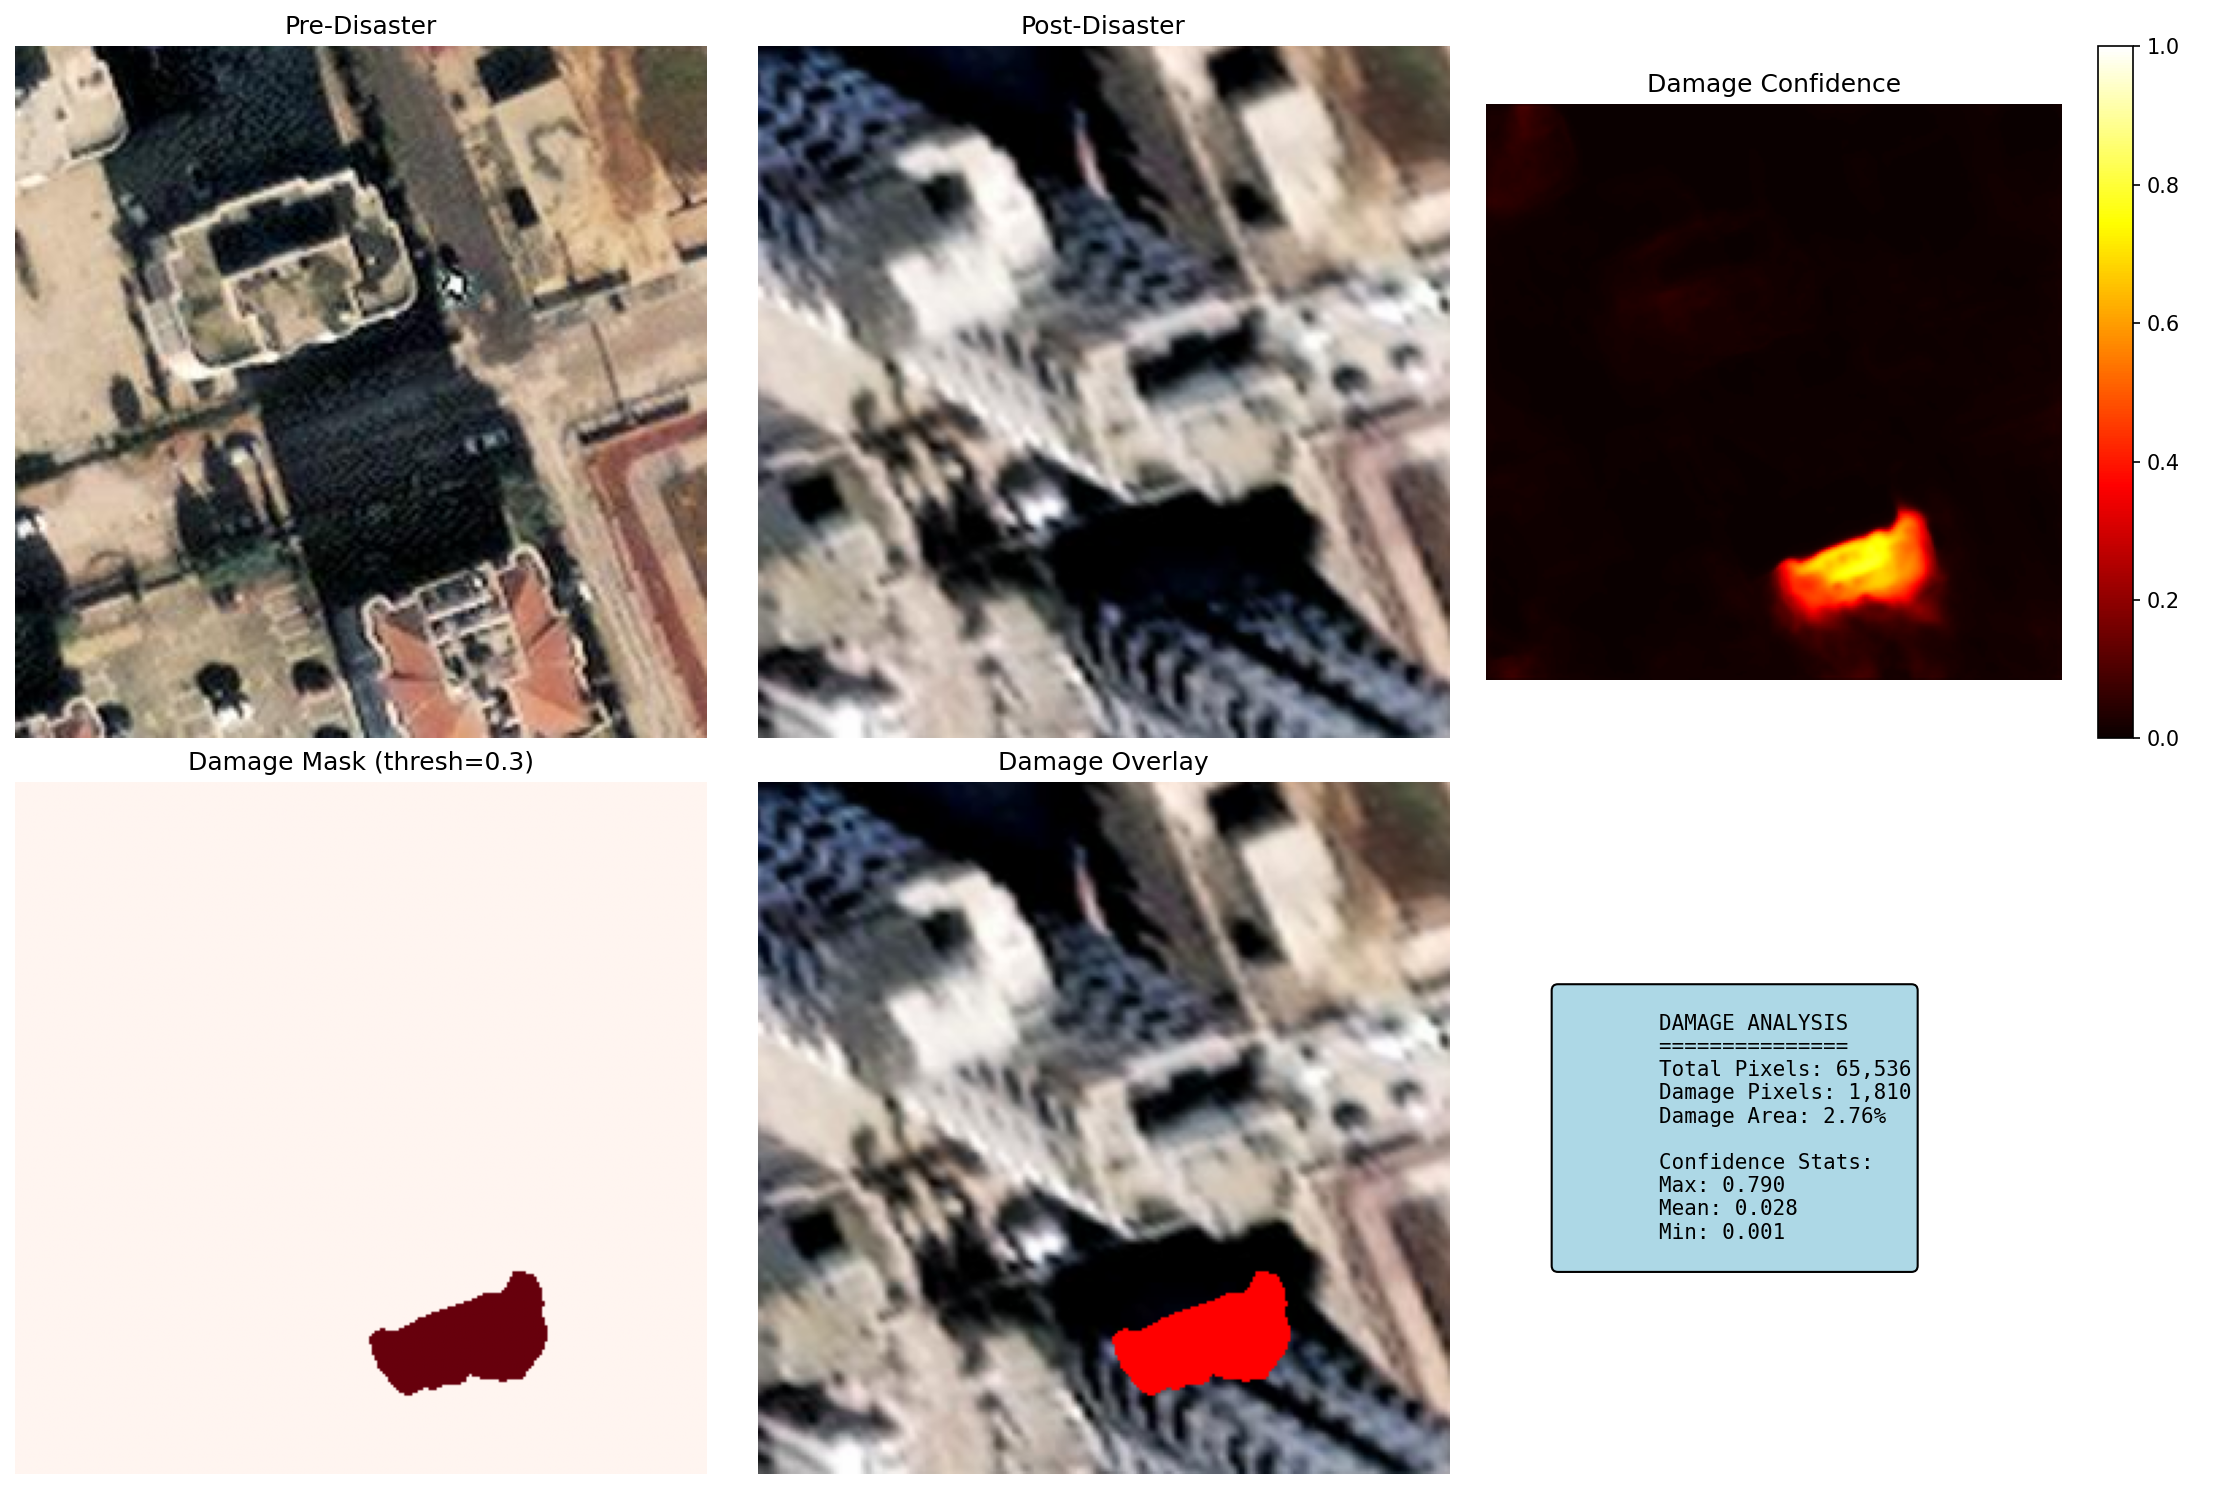 Pre-Disaster
Post-Disaster
Damage Confidence
1.0
0.8
0.6
0.4
0.2
0.0
Damage Mask (thresh=0.3)
Damage Overlay
DAMAGE ANALYSIS
===============
Total Pixels: 65,536
Damage Pixels: 1,810
Damage Area: 2.76%
Confidence Stats:
Max: 0.790
Mean: 0.028
Min: 0.001